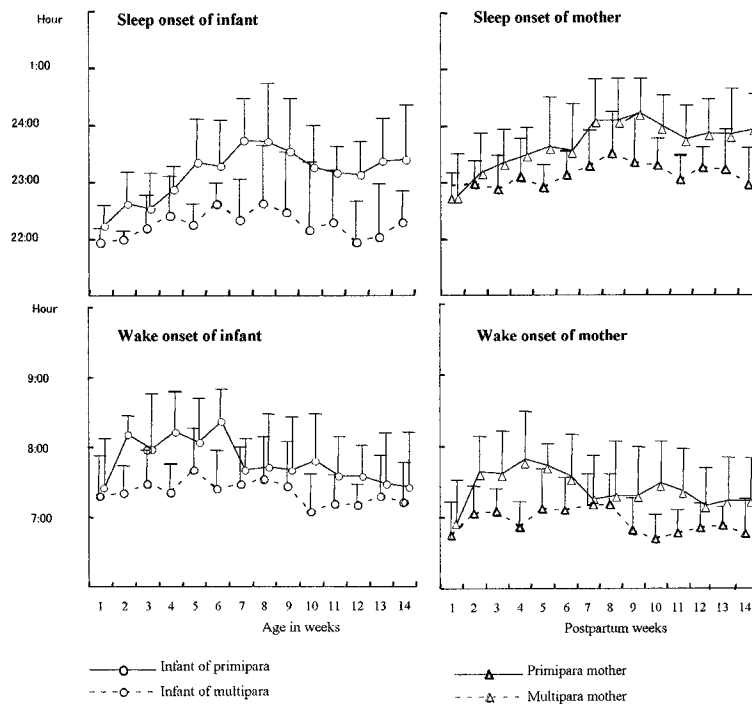 Hour
Sleep onset of infant
Sleep onset of mother
1:00
24:00
23:00
22:00
Hour
Wake onset of infant
Wake onset of mother
9:00
8:00
7:00
1 2 3 4 5 6 7 8 9 10 11 12 13 14
1 2 3 4 5 6 7 8 9 10 11 12 13 14
Age in weeks
Postpartum weeks
Infant of primipara
Primipara mother
Infant of multipara
Multipara mother